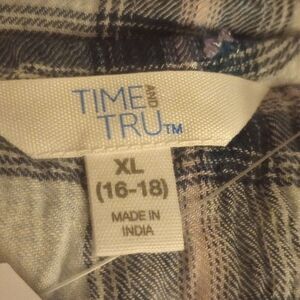 TIME AND
TRU™
XL
(16-18)
MADE IN
INDIA